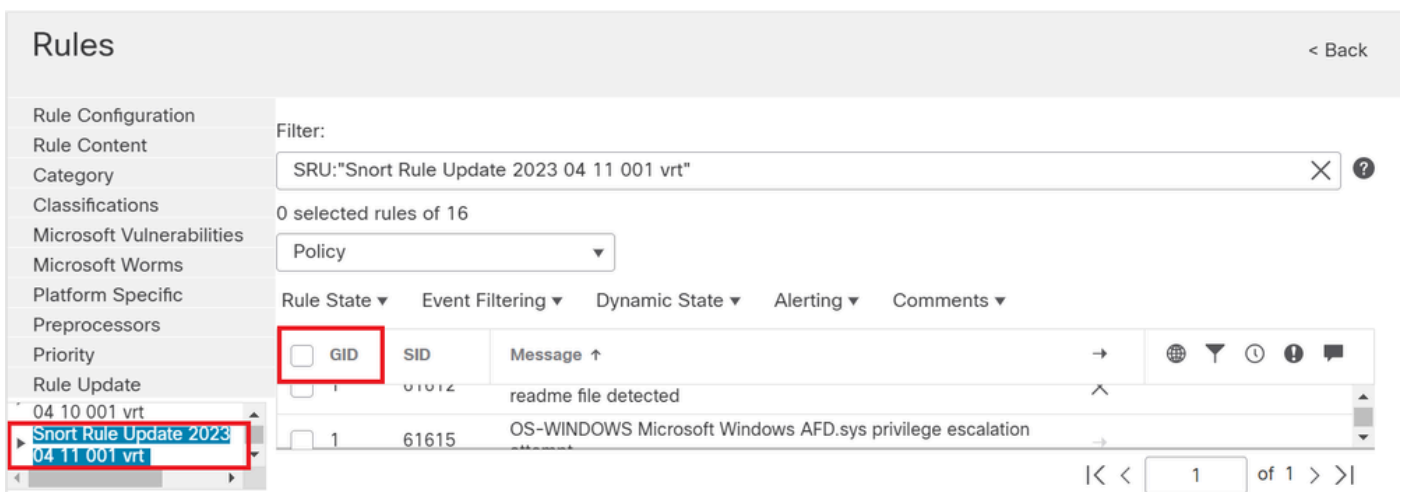 Rules
< Back
Rule Configuration
Rule Content
Category
Classifications
Microsoft Vulnerabilities
Microsoft Worms
Platform Specific
Preprocessors
Priority
Rule Update
04 10 001 vrt
Snort Rule Update 2023
04 11 001 vrt
Filter:
SRU:"Snort Rule Update 2023 04 11 001 vrt"
0 selected rules of 16
Policy
Rule State Event Filtering Dynamic State Alerting Comments
GID SID Message ↑
1 61612
readme file detected
1 61615 OS-WINDOWS Microsoft Windows AFD.sys privilege escalation
attempt
|< < 1 of 1 > >|